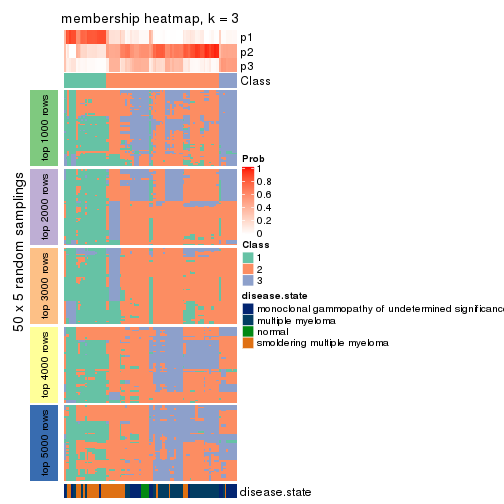 membership heatmap, k = 3
p1
p2
p3
Class
50 x 5 random samplings
top 1000 rows
top 2000 rows
top 3000 rows
top 4000 rows
top 5000 rows
Prob
1
0.8
0.6
0.4
0.2
0
Class
1
2
3
disease.state
monoclonal gammopathy of undetermined significance
multiple myeloma
normal
smoldering multiple myeloma
disease.state